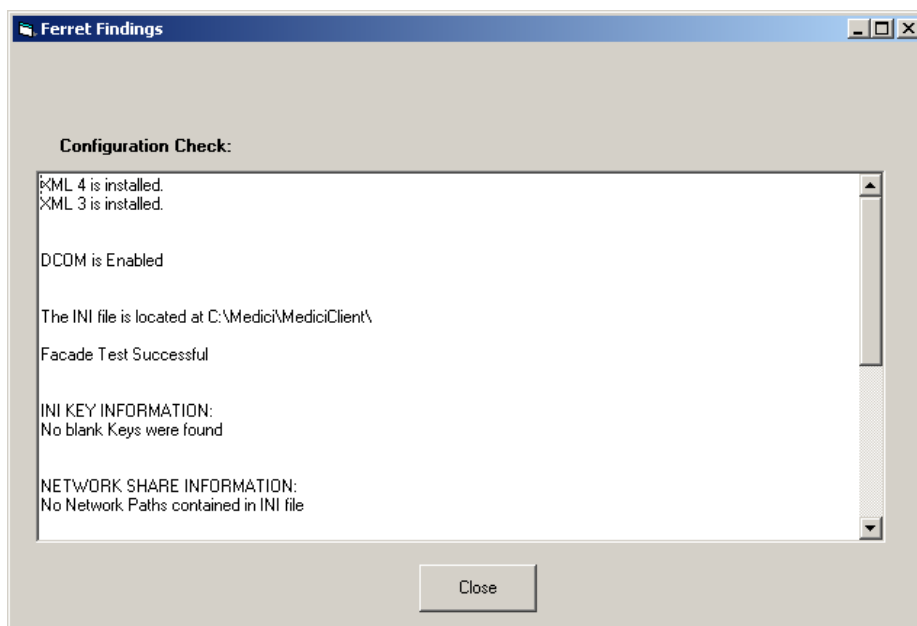 Ferret Findings
Configuration Check:
XML 4 is installed.
XML 3 is installed.
DCOM is Enabled
The INI file is located at C:\Medici\MediciClient\
Facade Test Successful
INI KEY INFORMATION:
No blank Keys were found
NETWORK SHARE INFORMATION:
No Network Paths contained in INI file
Close